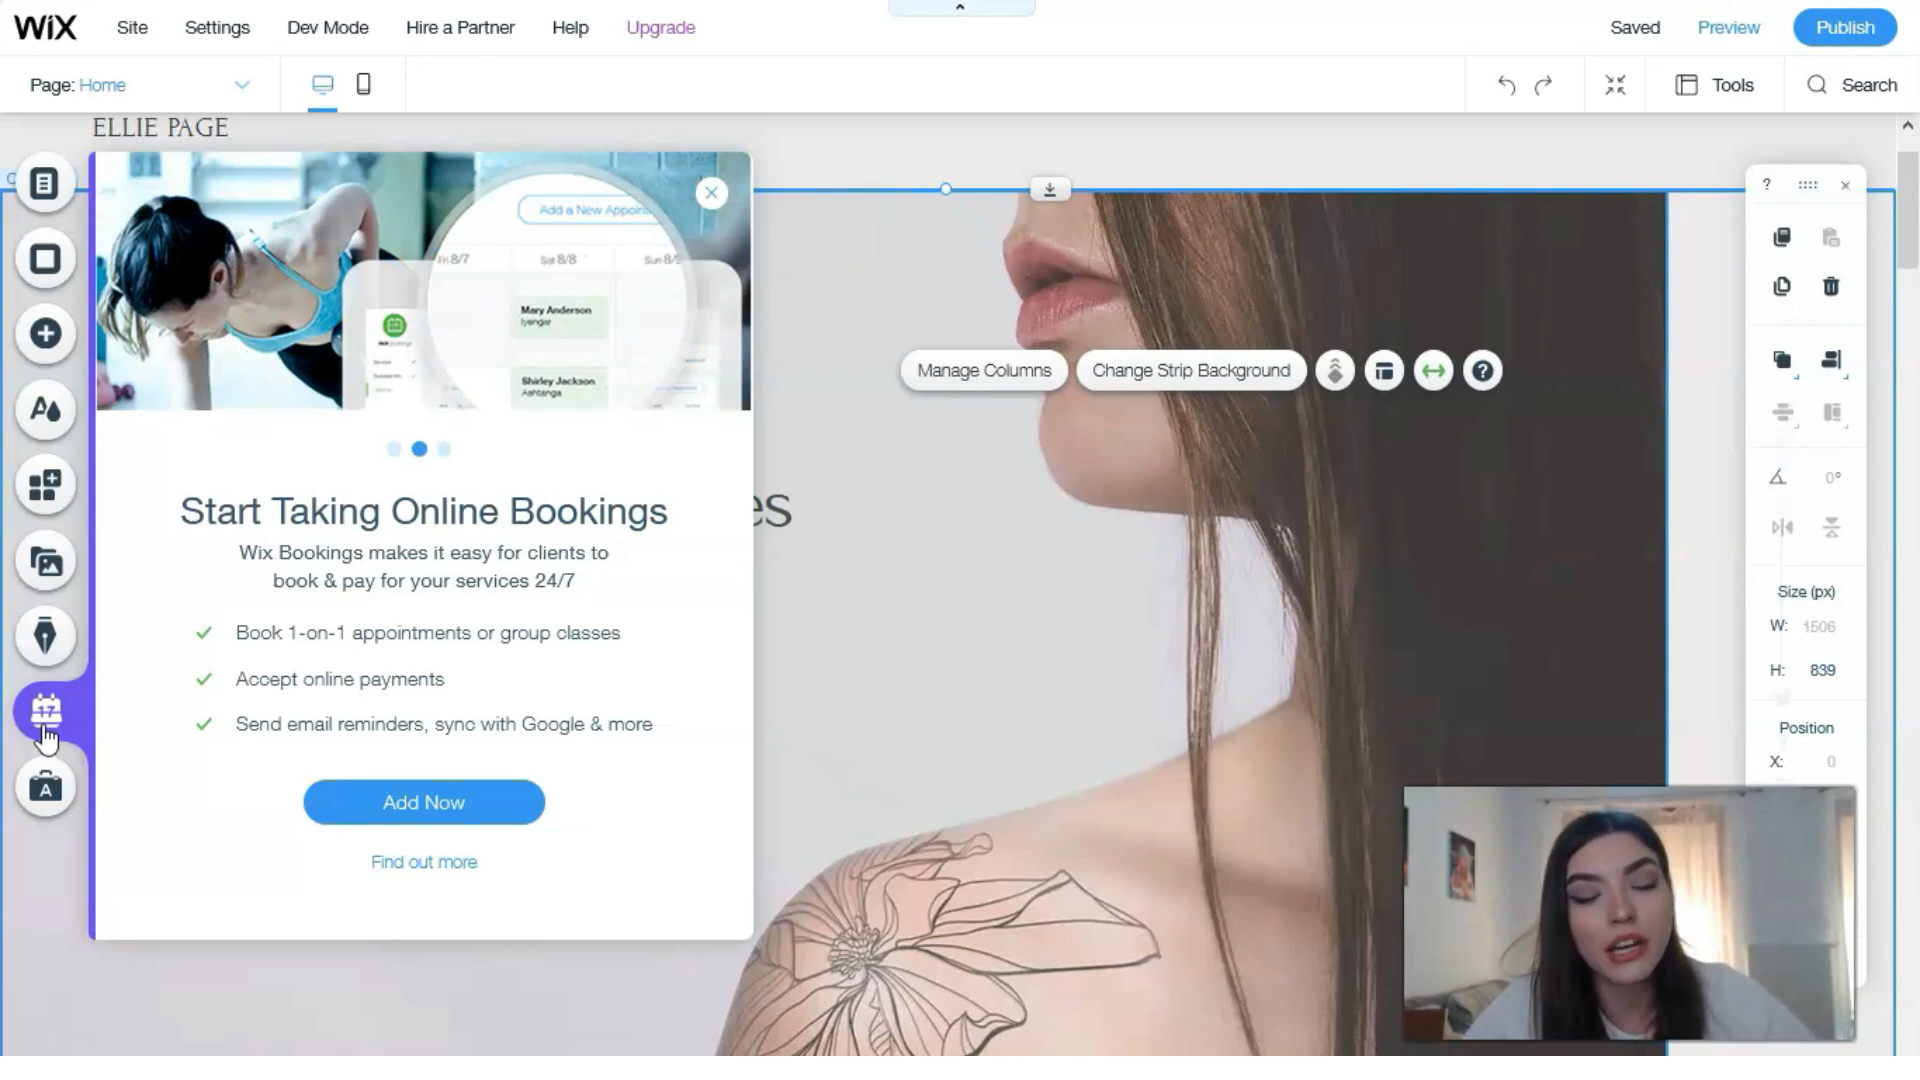 WiX Site Settings Dev Mode Hire a Partner Help Upgrade Saved Preview Publish
Page: Home Tools Search
ELLIE PAGE
Add a New
Fri 8/7 Sat 8/8 Sun 8/9
Mary Anderson
Iyengar
Shirley Jackson
Ashtanga
Manage Columns Change Strip Background ?
es
Start Taking Online Bookings
Wix Bookings makes it easy for clients to
book & pay for your services 24/7
Book 1-on-1 appointments or group classes
Accept online payments
Send email reminders, sync with Google & more
Add Now
Find out more
17
A
A
?
0°
Size (px)
W: 1506
H: 839
Position
X: 0